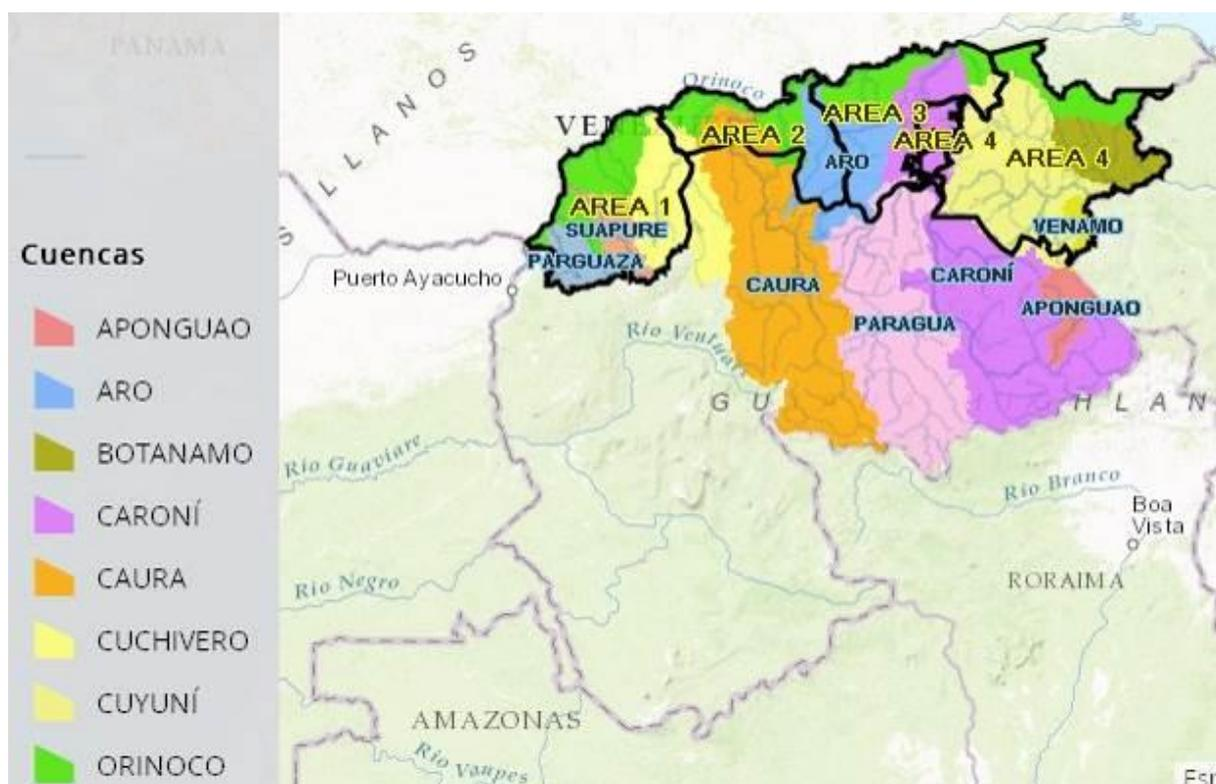 PANAMA
Cuencas
APONGUAO
ARO
BOTANAMO
CARONÍ
CAURA
CUCHIVERO
CUYUNÍ
ORINOCO
LLANOS
Orinoco
AREA 3
AREA 2
AREA 4
AREA 4
ARO
AREA 1
SUAPURE
VENAMO
PARGUAZA
Puerto Ayacucho
CAURA
CARONÍ
APONGUAO
PARAGUA
Río Ventuari
G U
H L A N
Río Guaviare
Río Branco
Boa
Vista
Río Negro
RORAIMA
AMAZONAS
Río Vaupes